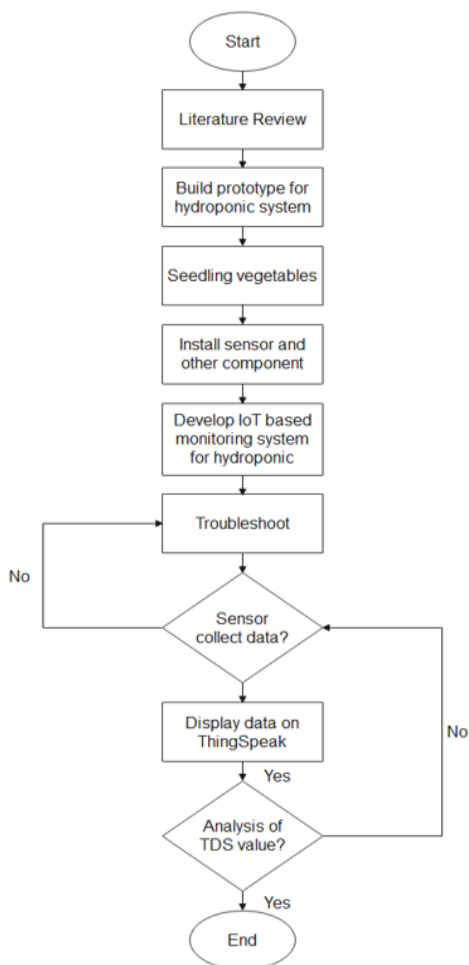 Start
Literature Review
Build prototype for
hydroponic system
Seedling vegetables
Install sensor and
other component
Develop IoT based
monitoring system
for hydroponic
Troubleshoot
No
Sensor
collect data?
Display data on
ThingSpeak
No
Yes
Analysis of
TDS value?
Yes
End